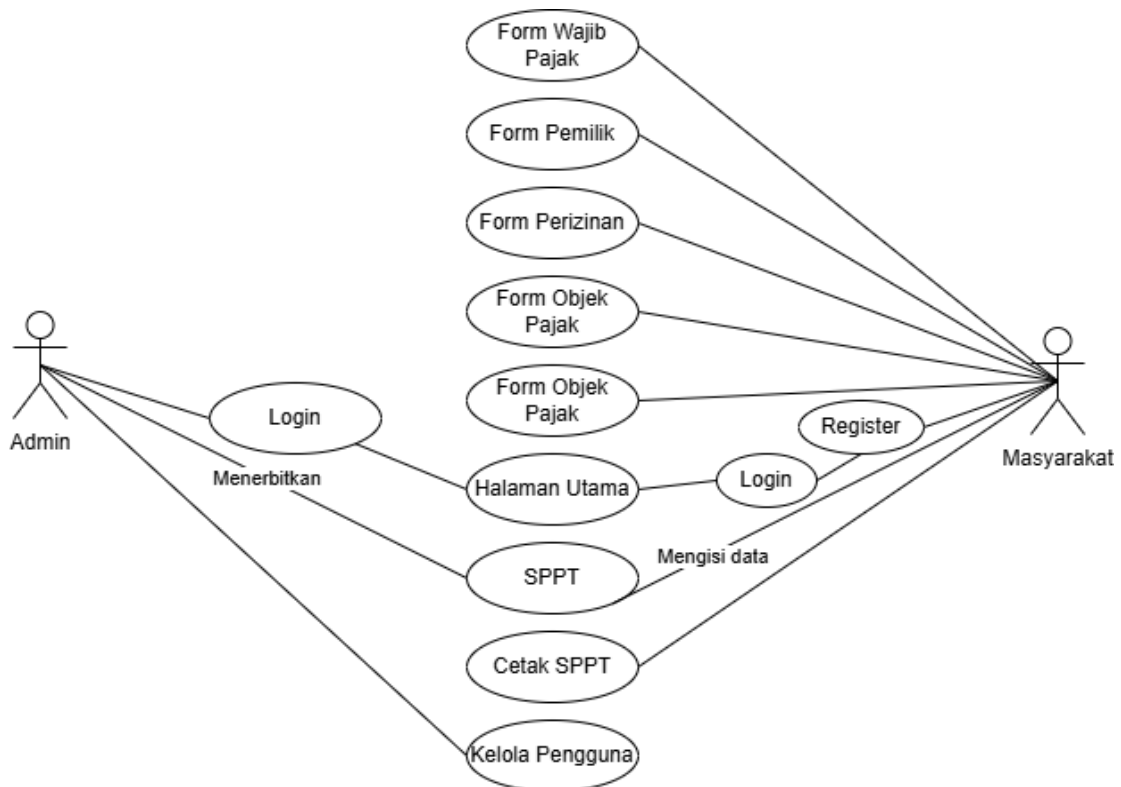 Form Wajib
Pajak
Form Pemilik
Form Perizinan
Form Objek
Pajak
Form Objek
Pajak
Register
Login
Admin
Masyarakat
Menerbitkan
Halaman Utama
Login
Mengisi data
SPPT
Cetak SPPT
Kelola Pengguna